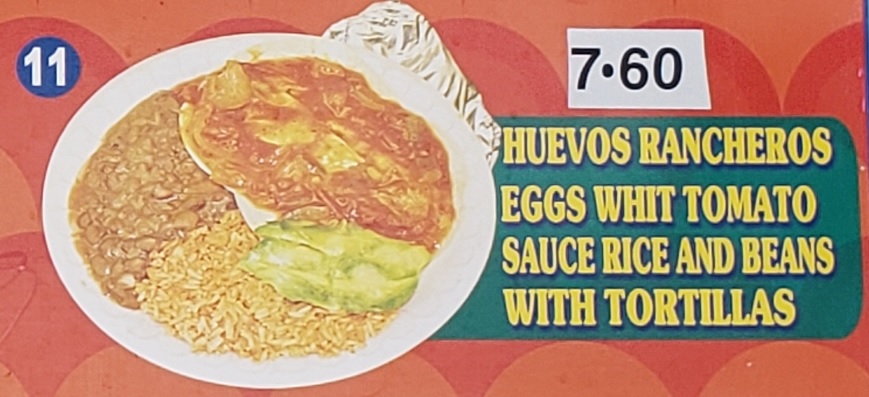 11
7•60
HUEVOS RANCHEROS
EGGS WHIT TOMATO
SAUCE RICE AND BEANS
WITH TORTILLAS